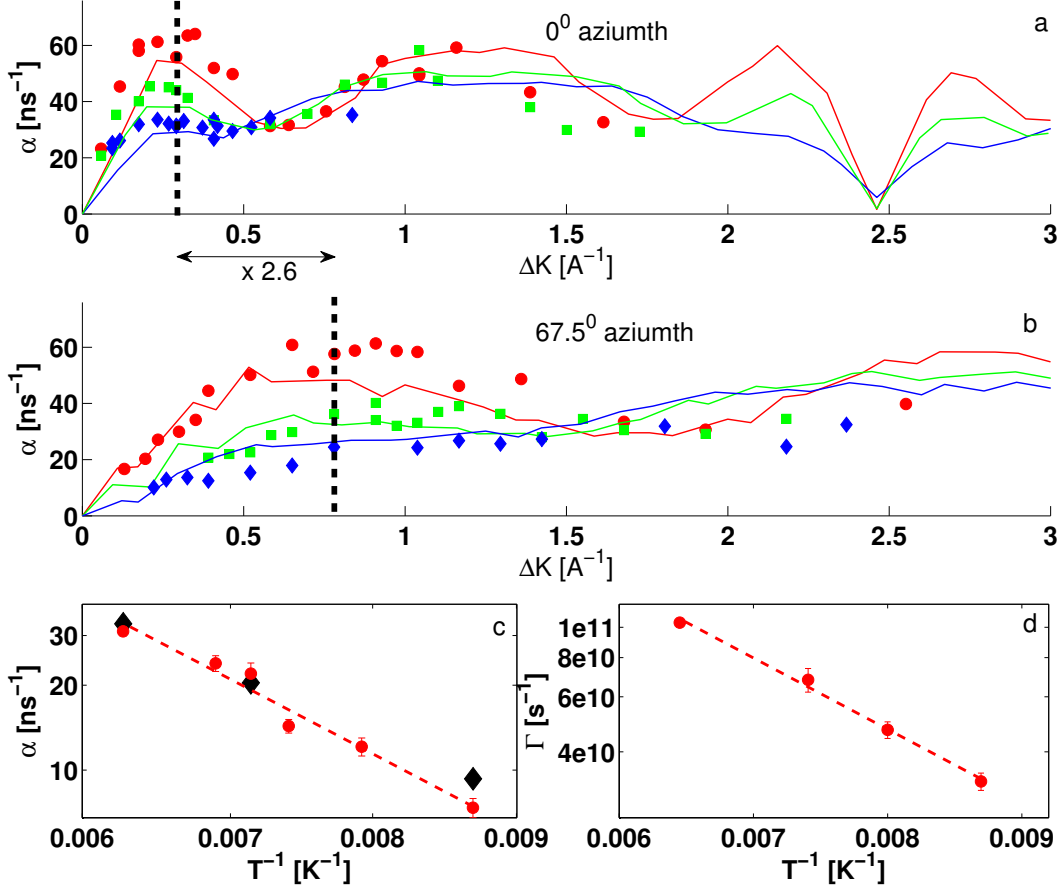 0⁰ aziumth
a
60
40
20
0
α [ns⁻¹]
0 0.5 1 1.5 2 2.5 3
ΔK [A⁻¹]
x 2.6
67.5⁰ aziumth
b
60
40
20
0
α [ns⁻¹]
0 0.5 1 1.5 2 2.5 3
ΔK [A⁻¹]
c
30
20
10
α [ns⁻¹]
0.006 0.007 0.008 0.009
T⁻¹ [K⁻¹]
d
1e11
8e10
6e10
4e10
Γ [s⁻¹]
0.006 0.007 0.008 0.009
T⁻¹ [K⁻¹]